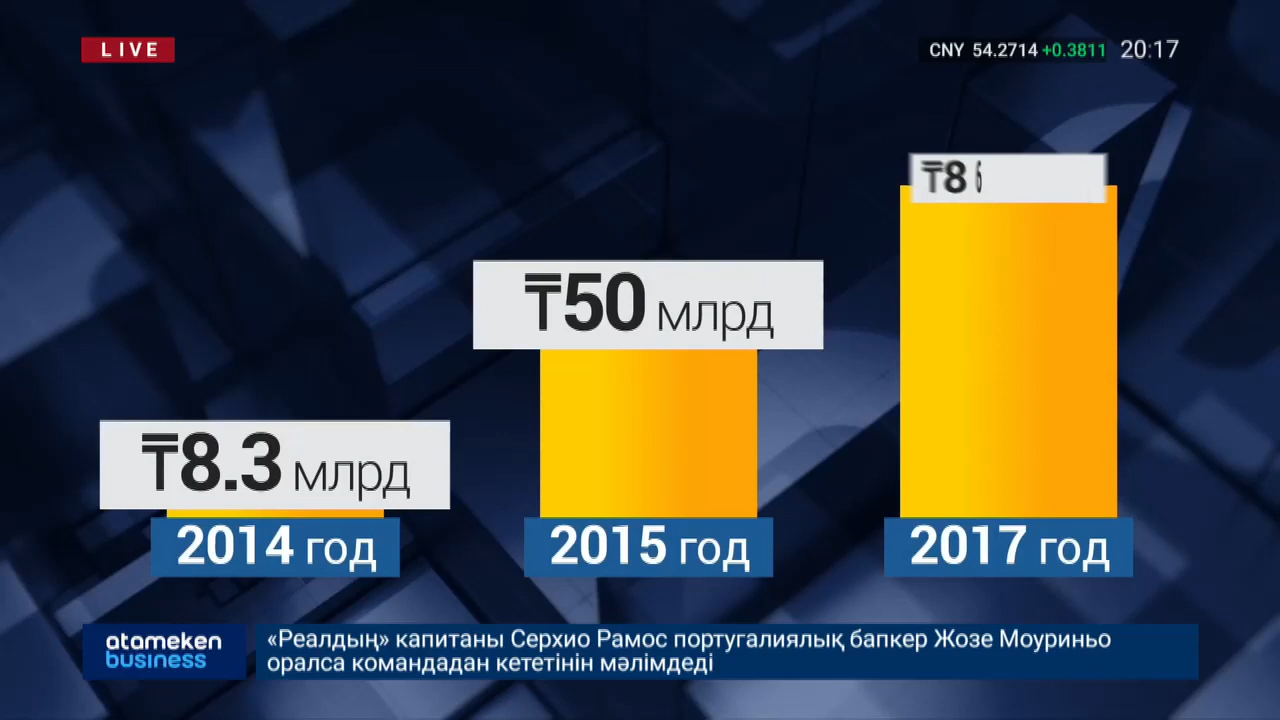 LIVE
CNY 54.2714 +0.3811 20:17
₸8
₸50 млрд
₸8.3 млрд
2014 год
2015 год
2017 год
atameken
business
«Реалдың» капитаны Серхио Рамос португалиялық бапкер Жозе Моуриньо
оралса командадан кететінін мәлімдеді